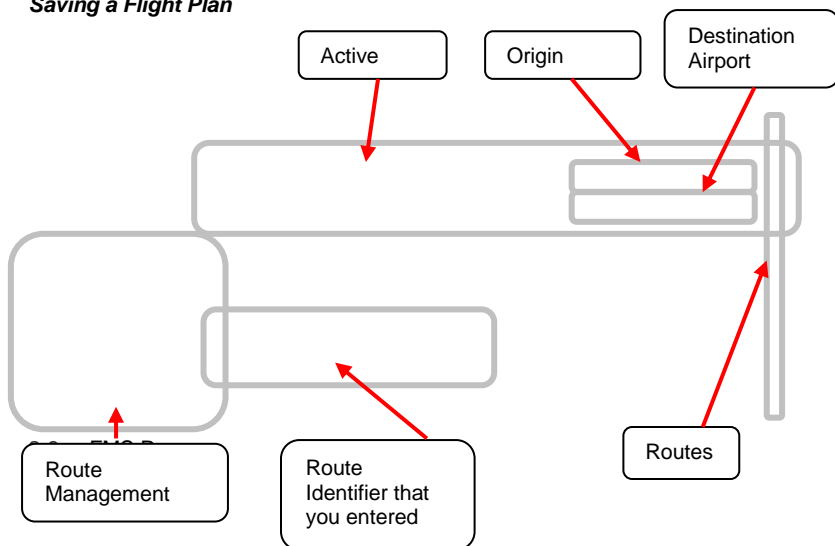 Saving a Flight Plan
Active
Origin
Destination
Airport
Route
Management
Route
Identifier that
you entered
Routes